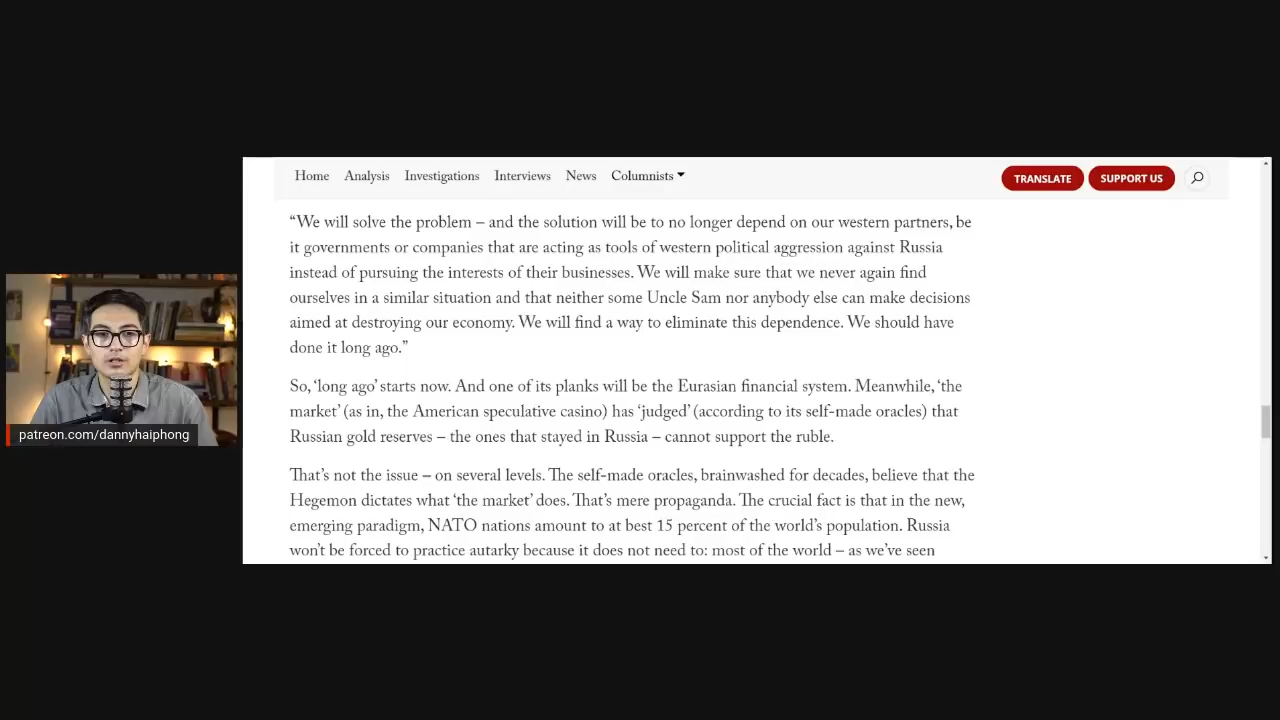 Home Analysis Investigations Interviews News Columnists
TRANSLATE SUPPORT US
“We will solve the problem – and the solution will be to no longer depend on our western partners, be
it governments or companies that are acting as tools of western political aggression against Russia
instead of pursuing the interests of their businesses. We will make sure that we never again find
ourselves in a similar situation and that neither some Uncle Sam nor anybody else can make decisions
aimed at destroying our economy. We will find a way to eliminate this dependence. We should have
done it long ago.”
So, ‘long ago’ starts now. And one of its planks will be the Eurasian financial system. Meanwhile, ‘the
market’ (as in, the American speculative casino) has ‘judged’ (according to its self-made oracles) that
Russian gold reserves – the ones that stayed in Russia – cannot support the ruble.
That’s not the issue – on several levels. The self-made oracles, brainwashed for decades, believe that the
Hegemon dictates what ‘the market’ does. That’s mere propaganda. The crucial fact is that in the new,
emerging paradigm, NATO nations amount to at best 15 percent of the world’s population. Russia
won’t be forced to practice autarky because it does not need to: most of the world – as we’ve seen
patreon.com/dannyhaiphong